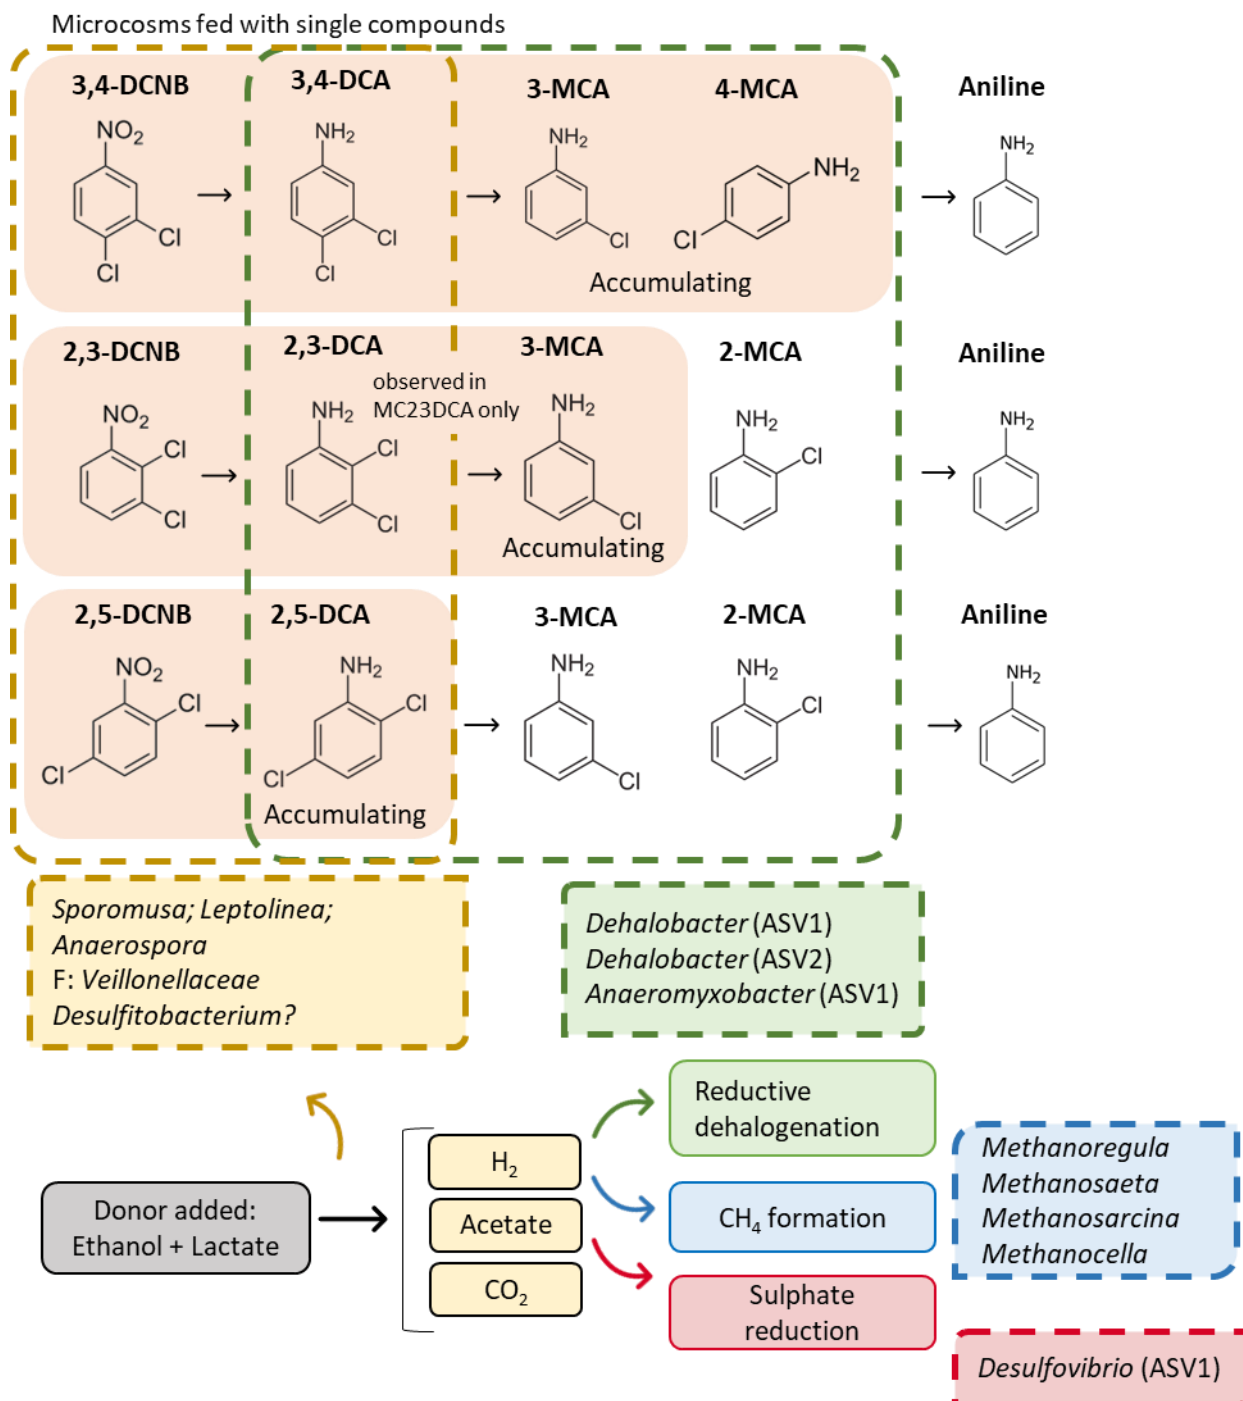 Microcosms fed with single compounds
3,4-DCNB
3,4-DCA
3-MCA
4-MCA
Aniline
NO2
Cl
Cl
NH2
Cl
Cl
NH2
Cl
NH2
Cl
NH2
Accumulating
2,3-DCNB
2,3-DCA
3-MCA
2-MCA
Aniline
observed in
MC23DCA only
NO2
Cl
Cl
NH2
Cl
Cl
NH2
Cl
NH2
Cl
NH2
Accumulating
2,5-DCNB
2,5-DCA
3-MCA
2-MCA
Aniline
NO2
Cl
Cl
NH2
Cl
Cl
NH2
Cl
NH2
Cl
NH2
Accumulating
Sporomusa; Leptolinea;
Anaerospora
F: Veillonellaceae
Desulfitobacterium?
Dehalobacter (ASV1)
Dehalobacter (ASV2)
Anaeromyxobacter (ASV1)
Donor added:
Ethanol + Lactate
H2
Acetate
CO2
Reductive
dehalogenation
CH4 formation
Sulphate
reduction
Methanoregula
Methanosaeta
Methanosarcina
Methanocella
Desulfovibrio (ASV1)